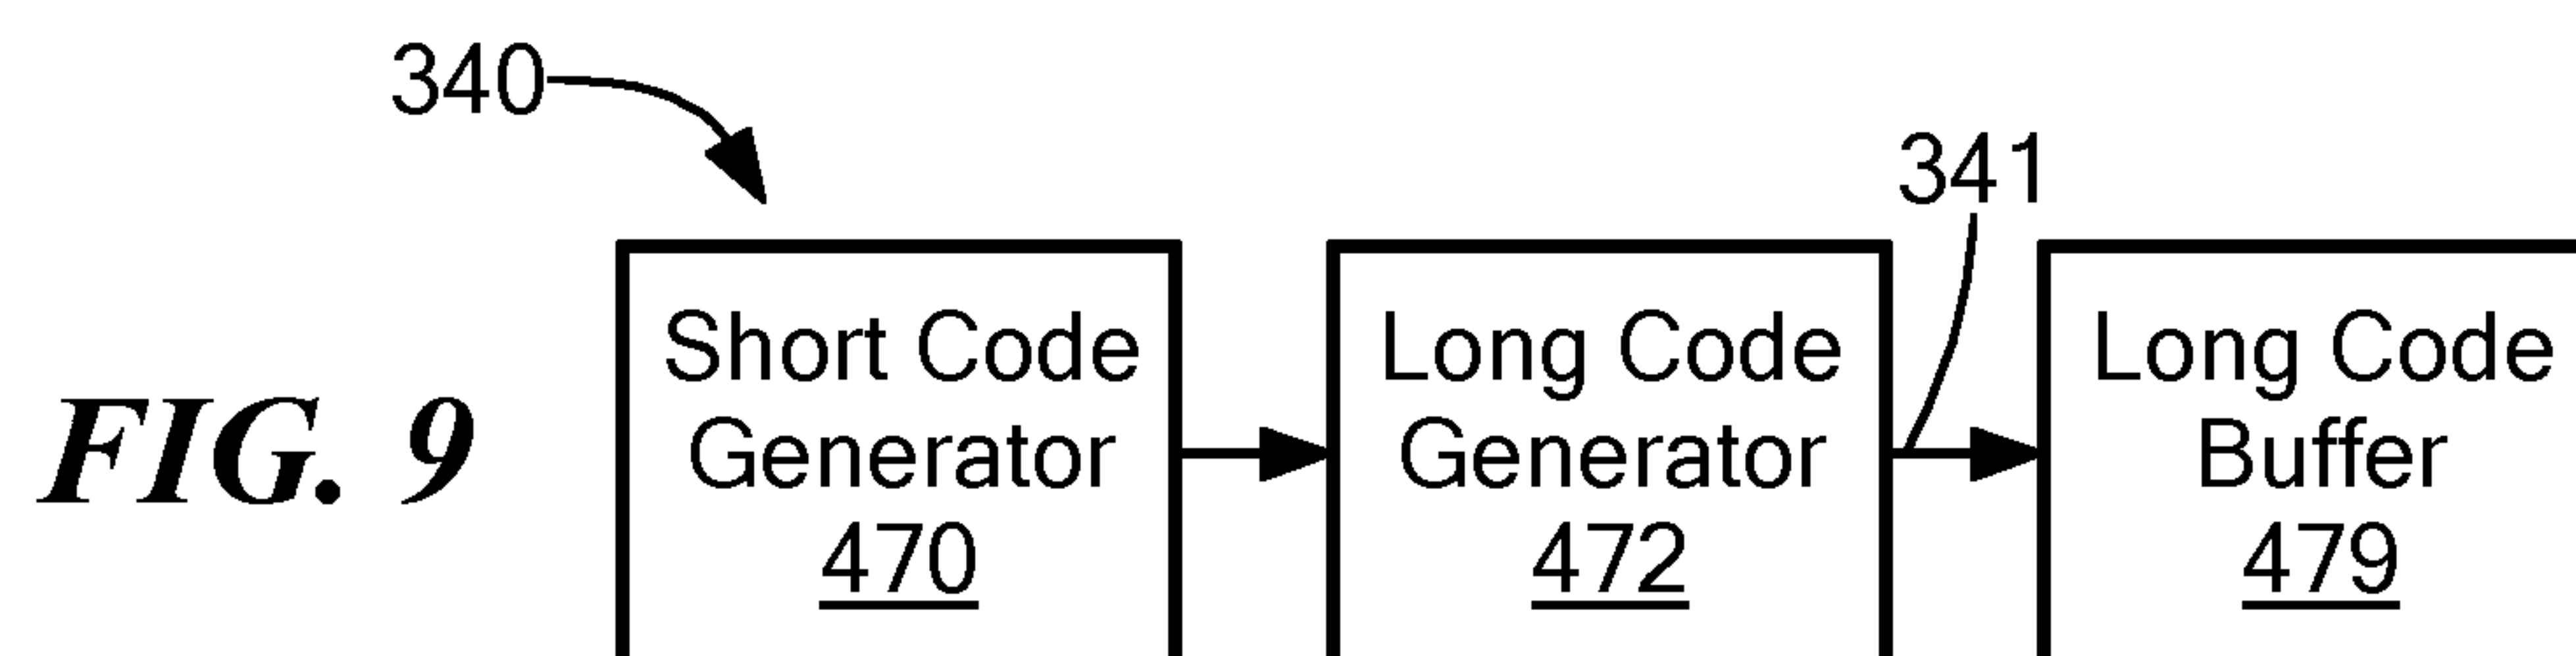 340
341
FIG. 9
Short Code
Generator
470
Long Code
Generator
472
Long Code
Buffer
479